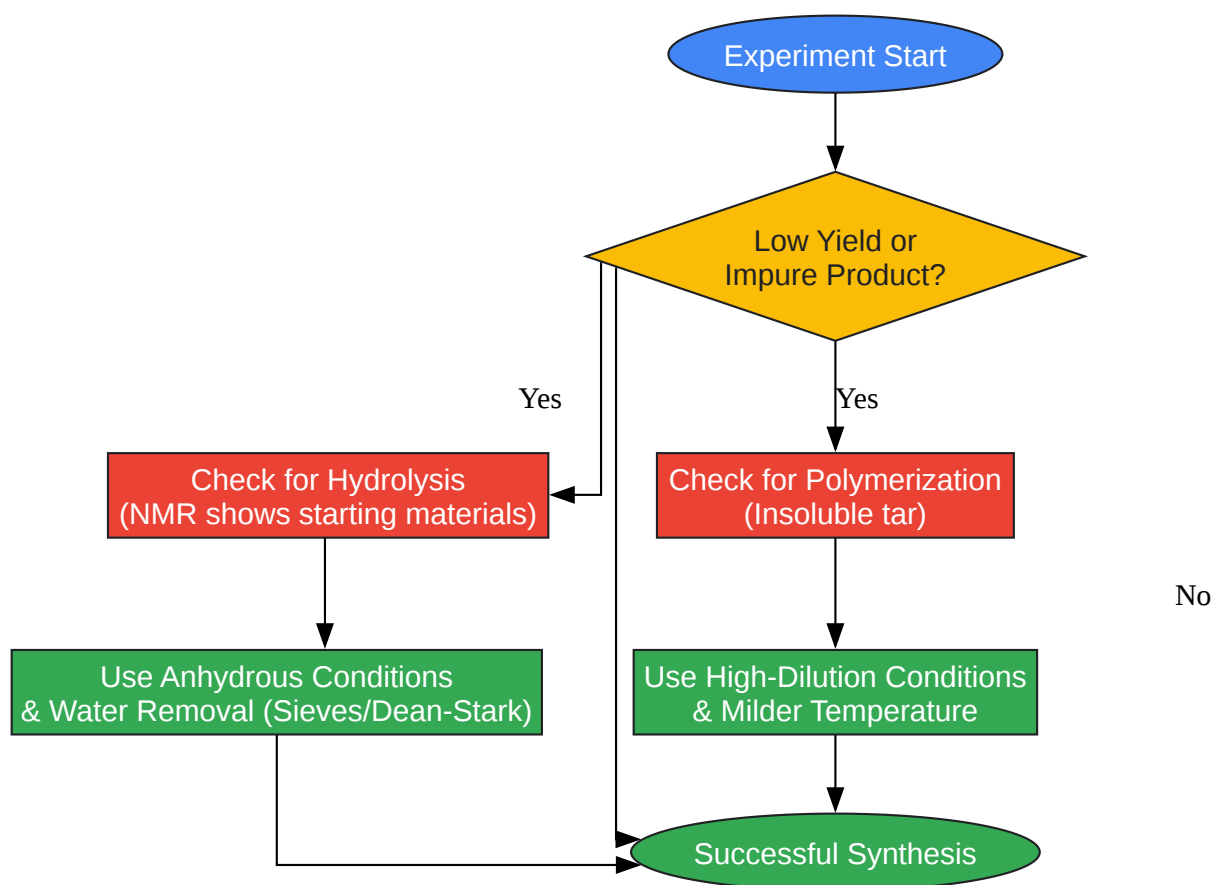 Experiment Start
Low Yield or
Impure Product?
Yes
Yes
Check for Hydrolysis
(NMR shows starting materials)
Check for Polymerization
(Insoluble tar)
No
Use Anhydrous Conditions
& Water Removal (Sieves/Dean-Stark)
Use High-Dilution Conditions
& Milder Temperature
Successful Synthesis